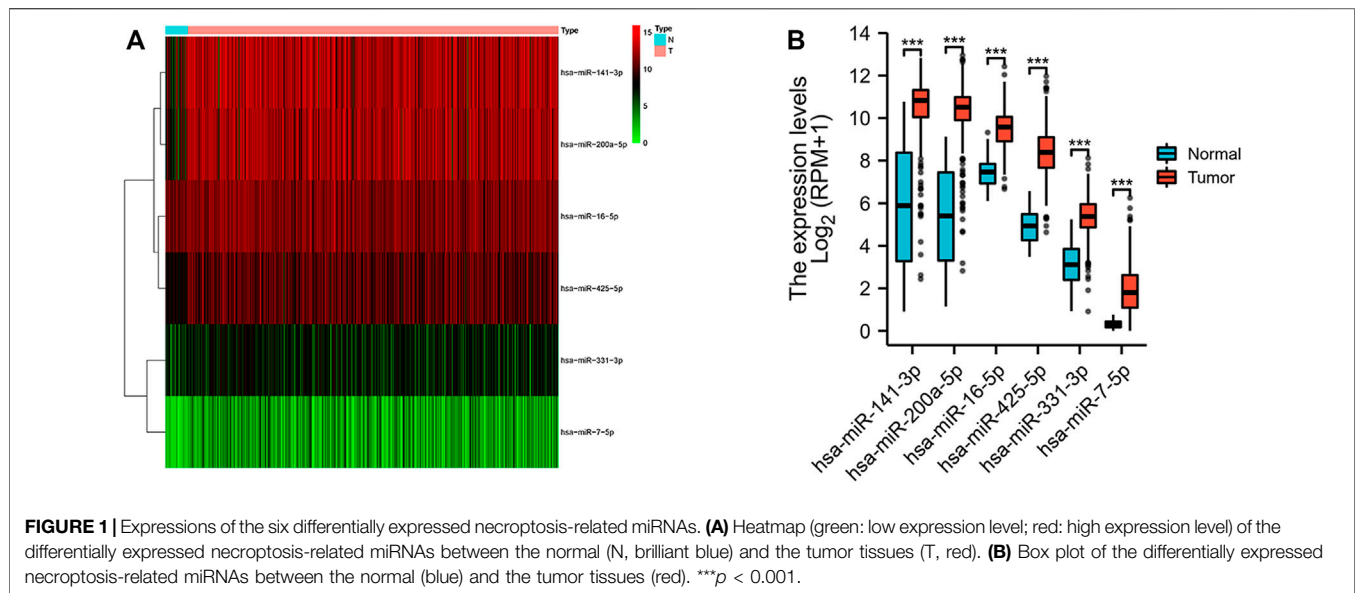 A
Type
hsa-miR-141-3p
hsa-miR-200a-5p
hsa-miR-16-5p
hsa-miR-425-5p
hsa-miR-331-3p
hsa-miR-7-5p
15
10
5
0
Type
N
T
B
The expression levels
Log2 (RPM+1)
14
12
10
8
6
4
2
0
*** *** *** *** *** ***
hsa-miR-141-3p
hsa-miR-200a-5p
hsa-miR-16-5p
hsa-miR-425-5p
hsa-miR-331-3p
hsa-miR-7-5p
Normal
Tumor
FIGURE 1 | Expressions of the six differentially expressed necroptosis-related miRNAs. (A) Heatmap (green: low expression level; red: high expression level) of the
differentially expressed necroptosis-related miRNAs between the normal (N, brilliant blue) and the tumor tissues (T, red). (B) Box plot of the differentially expressed
necroptosis-related miRNAs between the normal (blue) and the tumor tissues (red). ***p < 0.001.